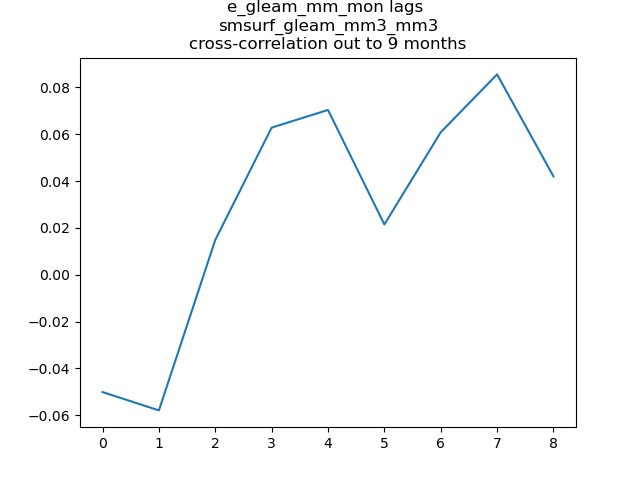 e_gleam_mm_mon lags
smsurf_gleam_mm3_mm3
cross-correlation out to 9 months
0.08
0.06
0.04
0.02
0.00
−0.02
−0.04
−0.06
0 1 2 3 4 5 6 7 8